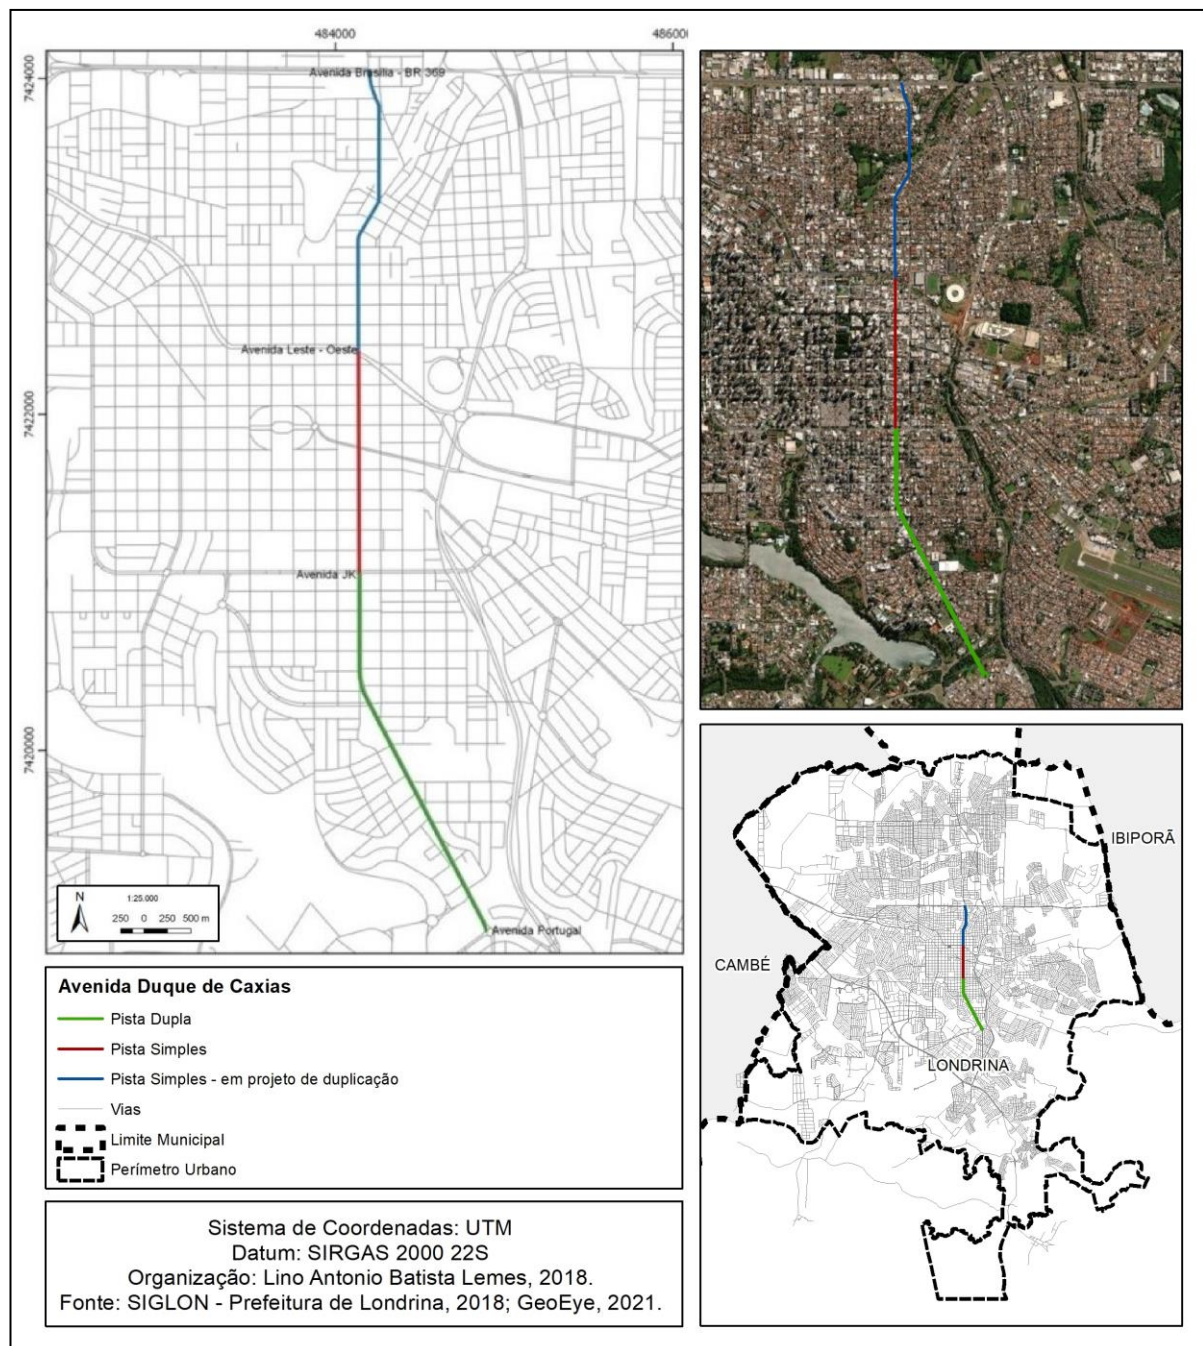 484000
486000
7424000
Avenida Brasilia - BR 369
Avenida Leste - Oeste
7422000
Avenida JK
7420000
N
1:25.000
250 0 250 500 m
Avenida Portugal
IBIPORÃ
CAMBÉ
LONDRINA
Avenida Duque de Caxias
Pista Dupla
Pista Simples
Pista Simples - em projeto de duplicação
Vias
Limite Municipal
Perímetro Urbano
Sistema de Coordenadas: UTM
Datum: SIRGAS 2000 22S
Organização: Lino Antonio Batista Lemes, 2018.
Fonte: SIGLON - Prefeitura de Londrina, 2018; GeoEye, 2021.